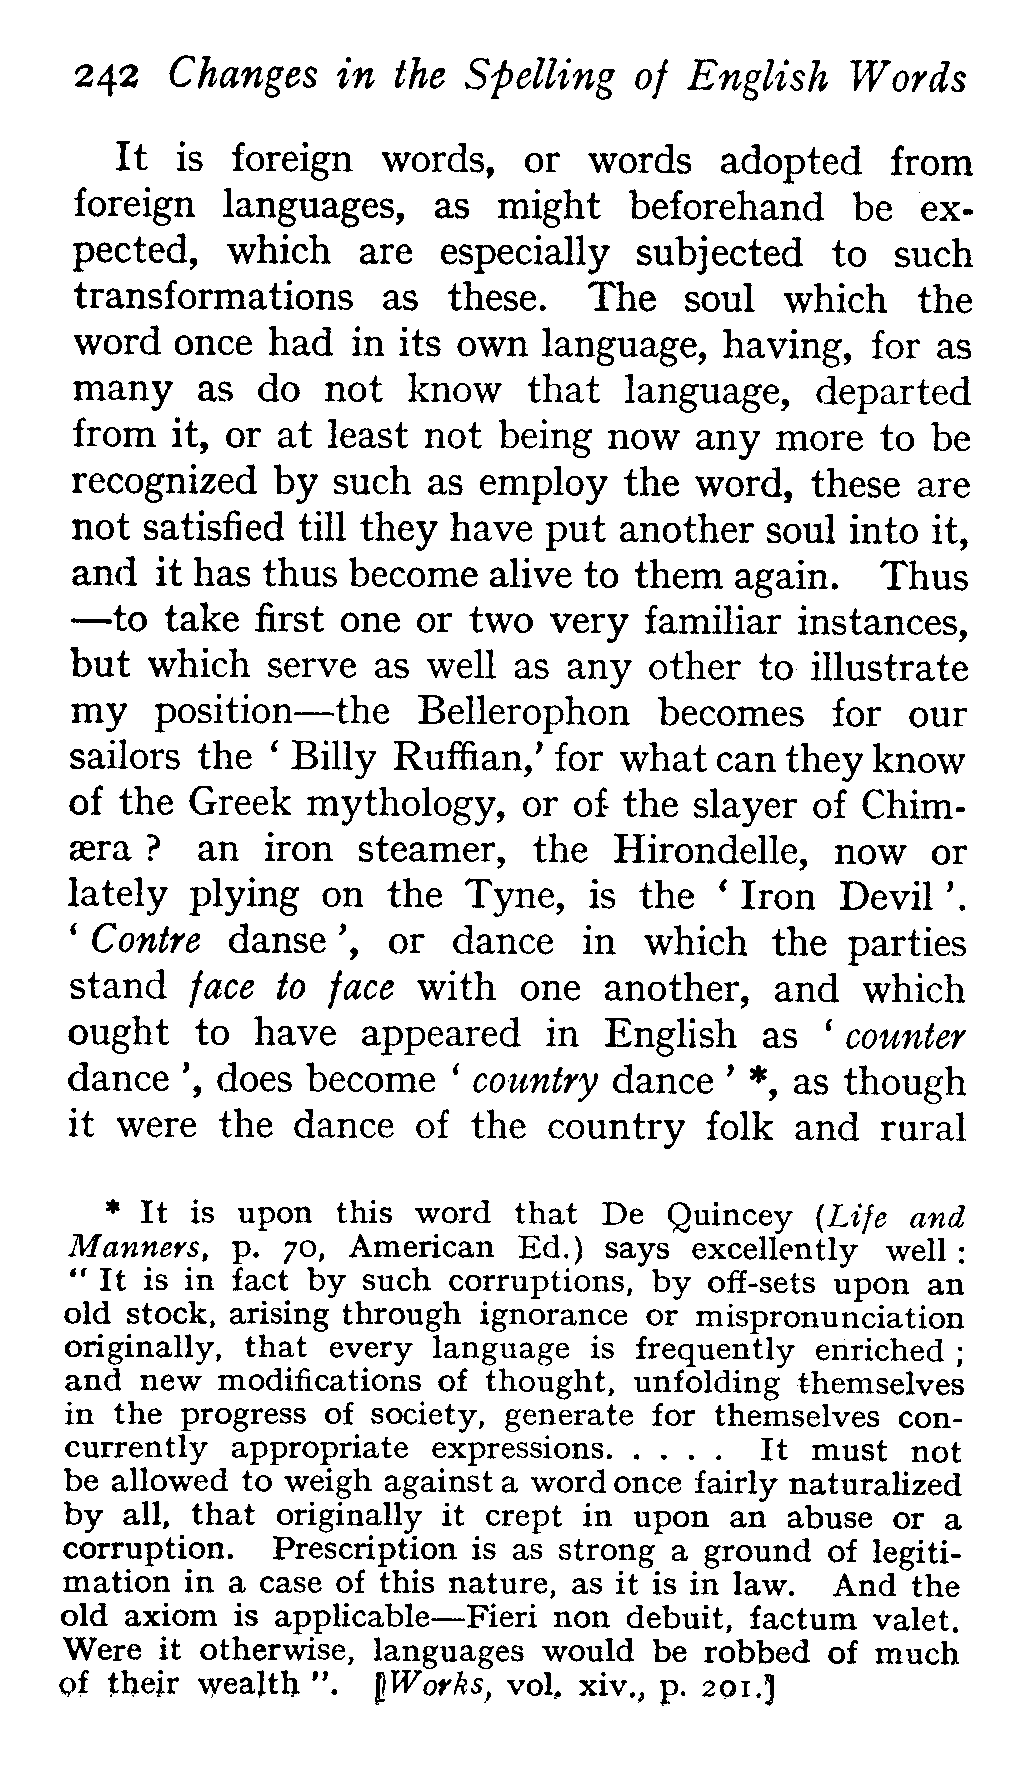 242 Changes in the Spelling of English Words
It is foreign words, or words adopted from
foreign languages, as might beforehand be ex-
pected, which are especially subjected to such
transformations as these. The soul which the
word once had in its own language, having, for as
many as do not know that language, departed
from it, or at least not being now any more to be
recognized by such as employ the word, these are
not satisfied till they have put another soul into it,
and it has thus become alive to them again. Thus
—to take first one or two very familiar instances,
but which serve as well as any other to illustrate
my position—the Bellerophon becomes for our
sailors the ‘ Billy Ruffian,’ for what can they know
of the Greek mythology, or of the slayer of Chim-
æra ? an iron steamer, the Hirondelle, now or
lately plying on the Tyne, is the ‘ Iron Devil ’.
‘ Contre danse ’, or dance in which the parties
stand face to face with one another, and which
ought to have appeared in English as ‘ counter
dance ’, does become ‘ country dance ’ *, as though
it were the dance of the country folk and rural
* It is upon this word that De Quincey (Life and
Manners, p. 70, American Ed.) says excellently well :
“ It is in fact by such corruptions, by off-sets upon an
old stock, arising through ignorance or mispronunciation
originally, that every language is frequently enriched ;
and new modifications of thought, unfolding themselves
in the progress of society, generate for themselves con-
currently appropriate expressions. . . . . It must not
be allowed to weigh against a word once fairly naturalized
by all, that originally it crept in upon an abuse or a
corruption. Prescription is as strong a ground of legiti-
mation in a case of this nature, as it is in law. And the
old axiom is applicable—Fieri non debuit, factum valet.
Were it otherwise, languages would be robbed of much
of their wealth ”. [Works, vol. xiv., p. 201.]